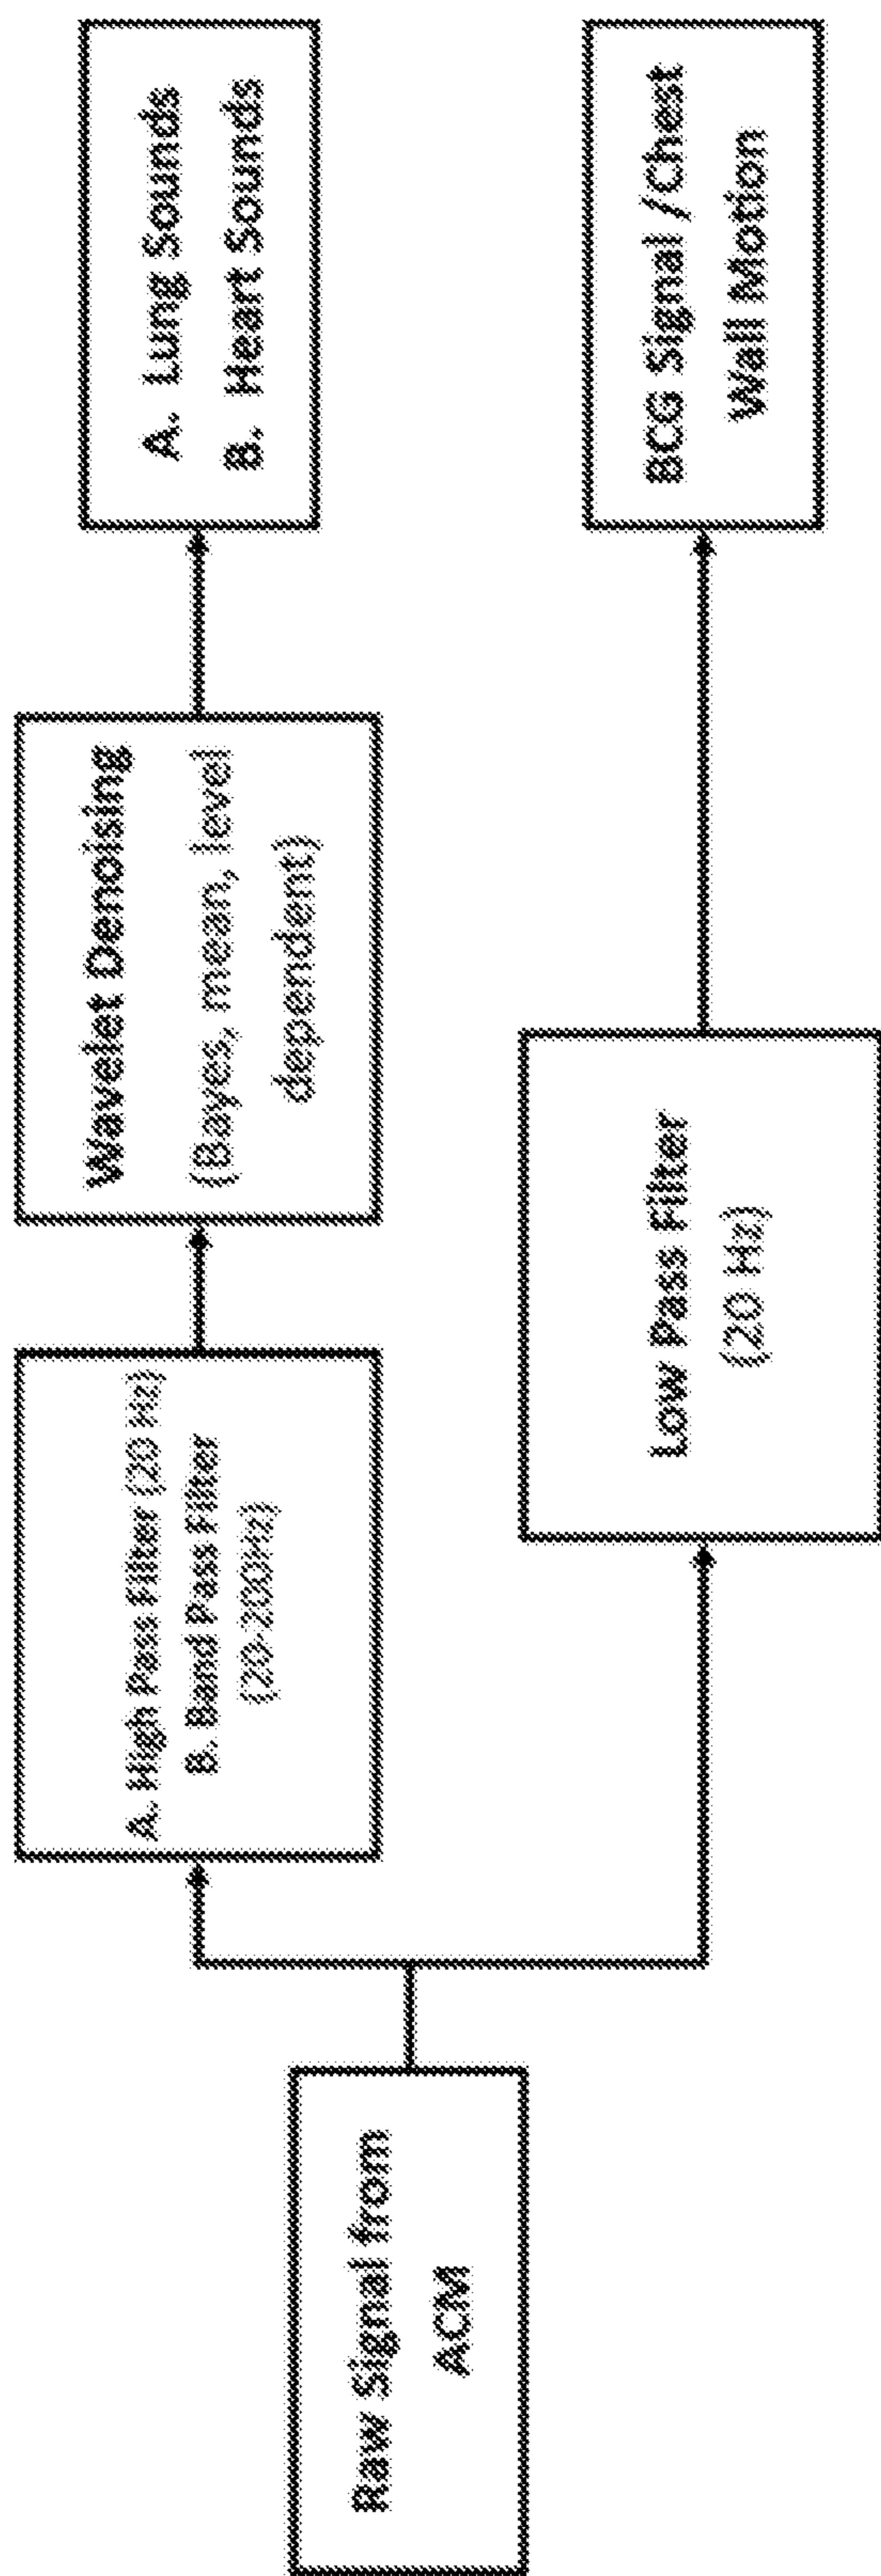 Raw Signal from
ACM
A. High Pass Filter (20 Hz)
B. Band Pass Filter
(20-200Hz)
Wavelet Denoising
(Bayes, mean, level
dependent)
A. Lung Sounds
B. Heart Sounds
Low Pass Filter
(20 Hz)
BCG Signal /chest
Wall Motion